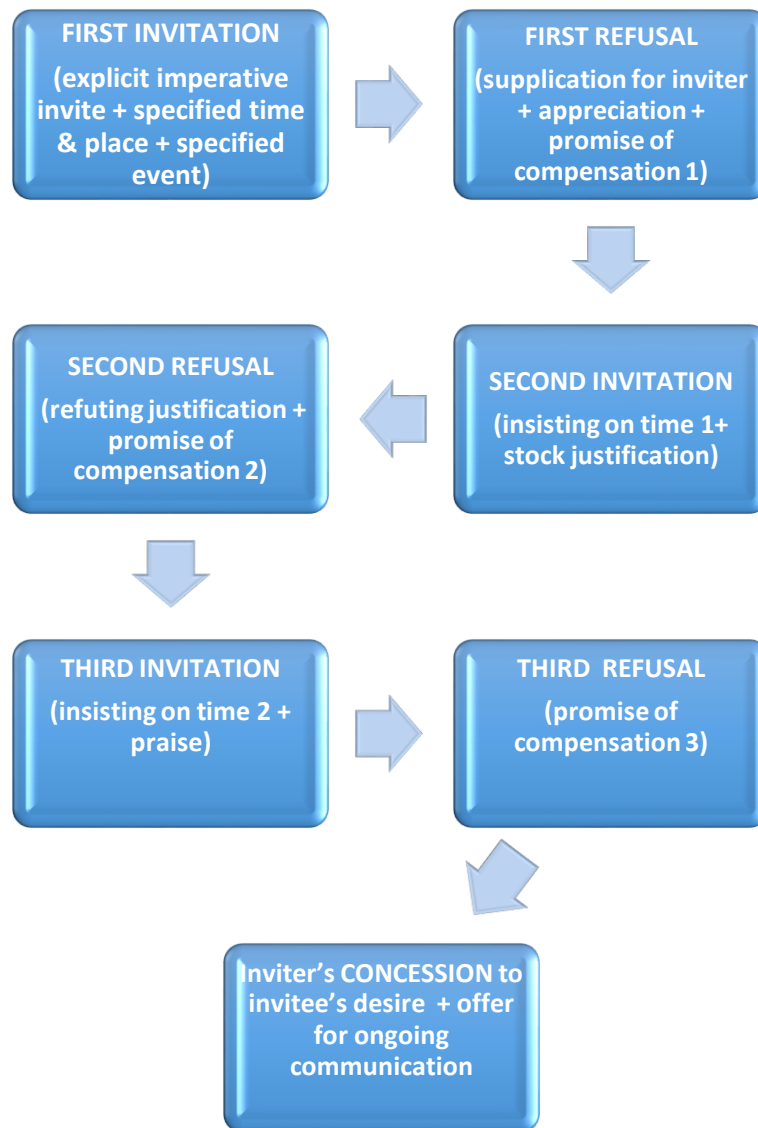 FIRST INVITATION
(explicit imperative
invite + specified time
& place + specified
event)
FIRST REFUSAL
(supplication for inviter
+ appreciation +
promise of
compensation 1)
SECOND INVITATION
(insisting on time 1+
stock justification)
SECOND REFUSAL
(refuting justification +
promise of
compensation 2)
THIRD INVITATION
(insisting on time 2 +
praise)
THIRD REFUSAL
(promise of
compensation 3)
Inviter's CONCESSION to
invitee's desire + offer
for ongoing
communication